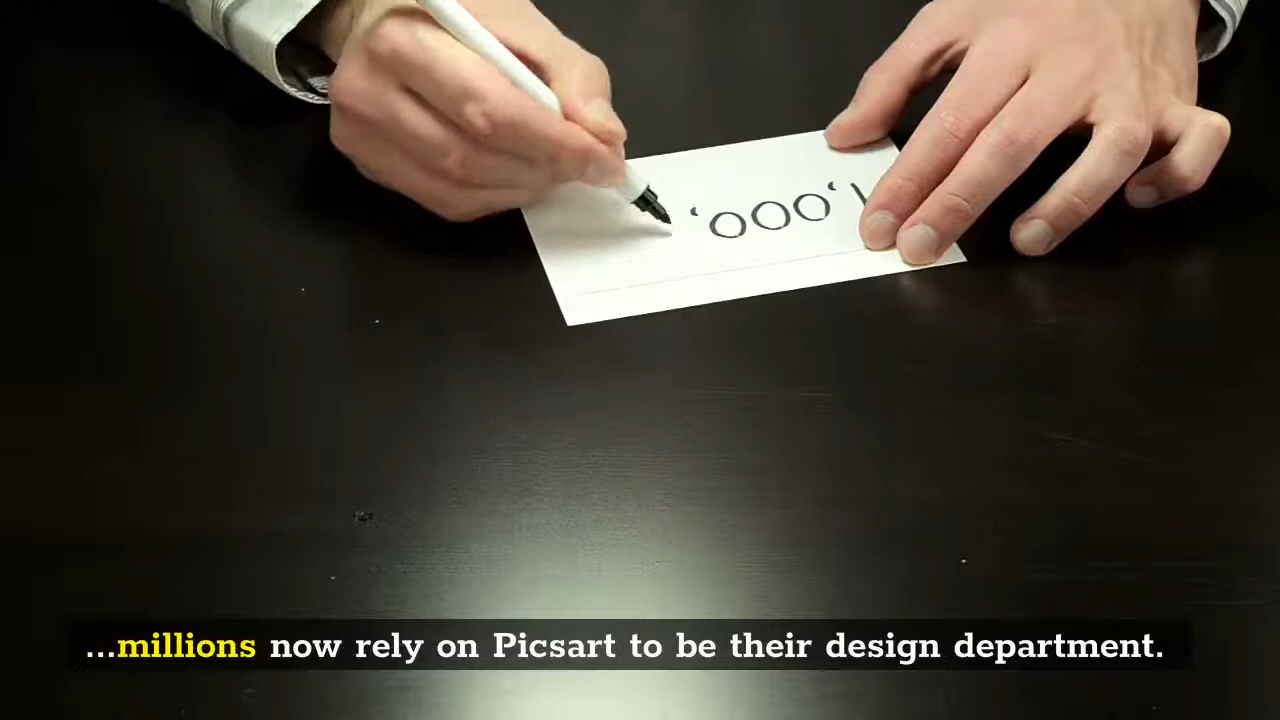 1,000,
...millions now rely on Picsart to be their design department.